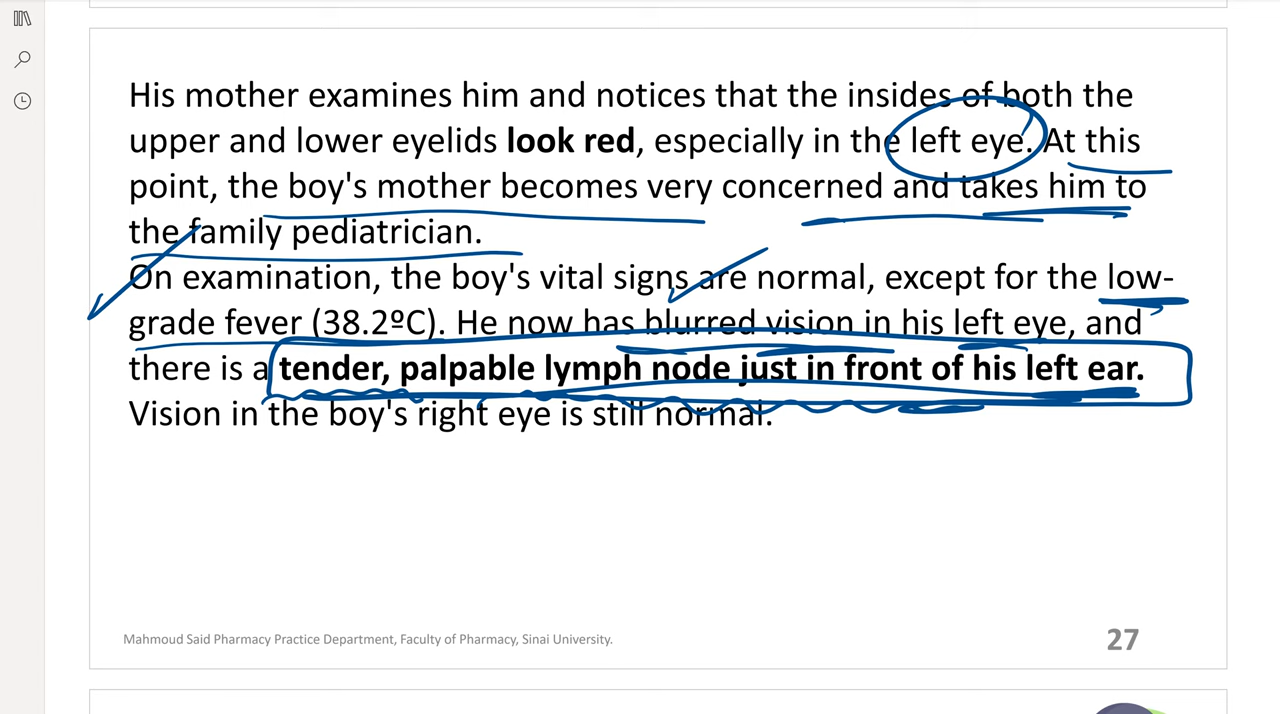 His mother examines him and notices that the insides of both the
upper and lower eyelids look red, especially in the left eye. At this
point, the boy's mother becomes very concerned and takes him to
the family pediatrician.
On examination, the boy's vital signs are normal, except for the low-
grade fever (38.2ºC). He now has blurred vision in his left eye, and
there is a tender, palpable lymph node just in front of his left ear.
Vision in the boy's right eye is still normal.
Mahmoud Said Pharmacy Practice Department, Faculty of Pharmacy, Sinai University.
27